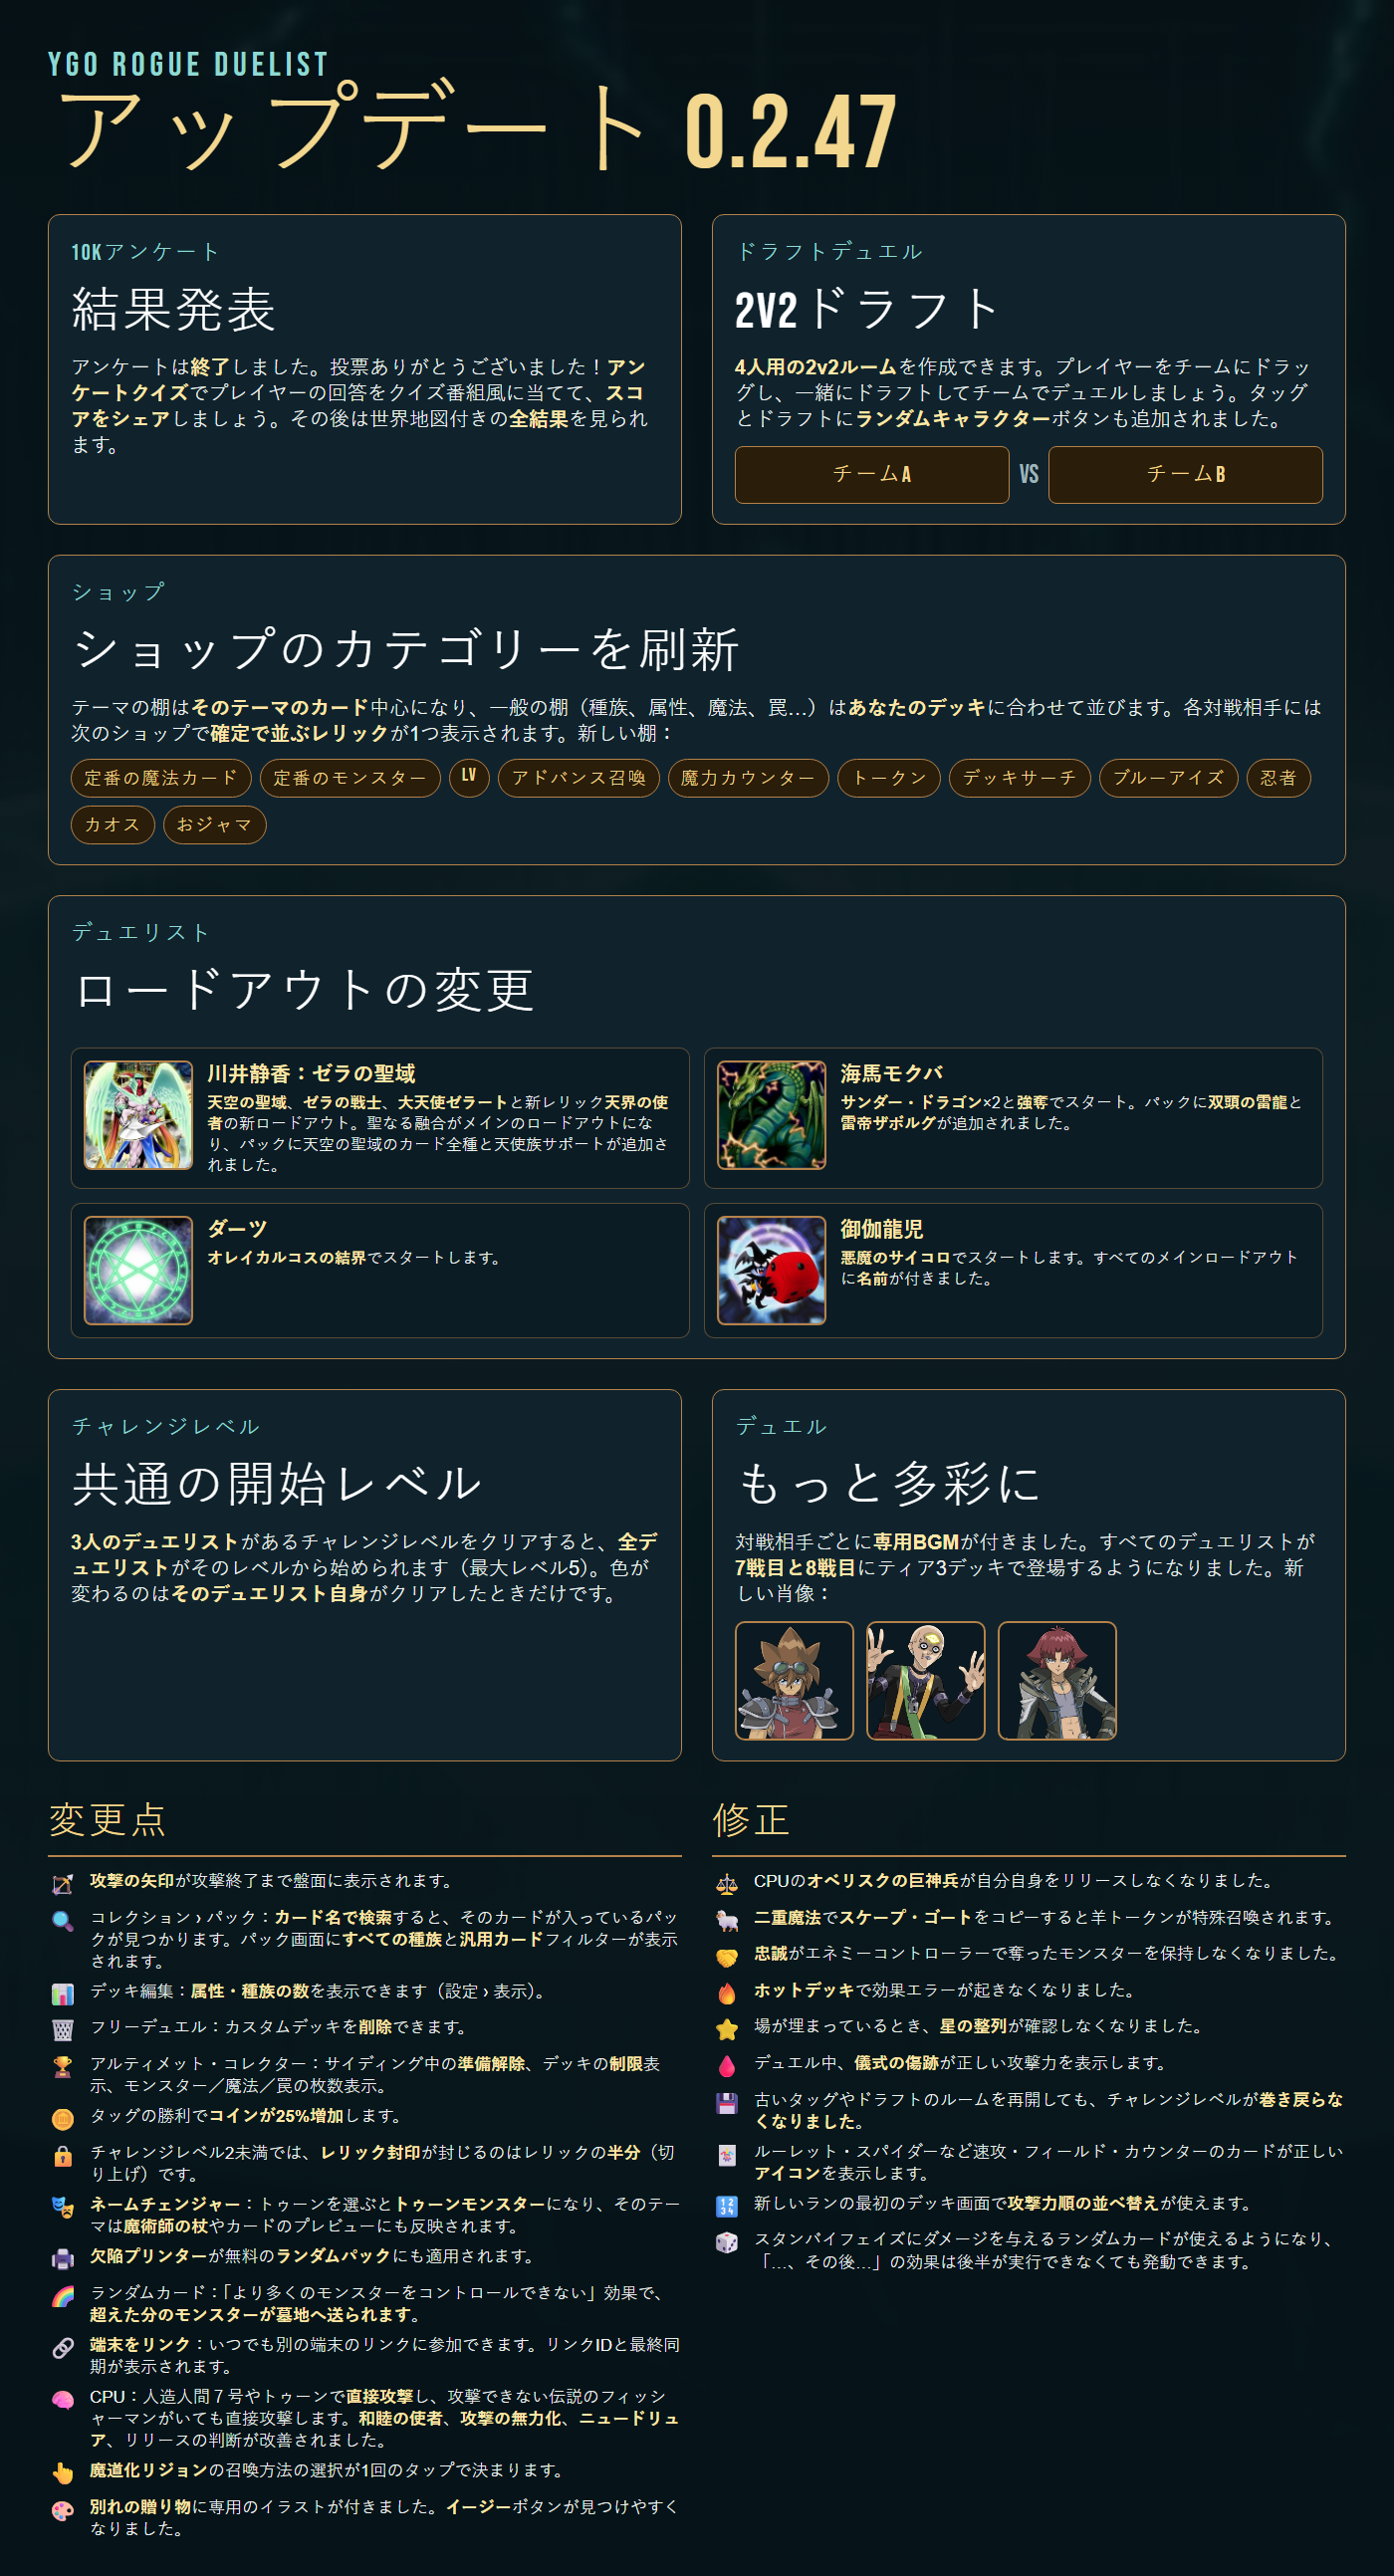 YGO ROGUE DUELIST
アップデート 0.2.47
10Kアンケート
結果発表
アンケートは終了しました。投票ありがとうございました！アン
ケートクイズでプレイヤーの回答をクイズ番組風に当てて、スコ
アをシェアしましょう。その後は世界地図付きの全結果を見られ
ます。
ドラフトデュエル
2V2ドラフト
4人用の2v2ルームを作成できます。プレイヤーをチームにドラッ
グし、一緒にドラフトしてチームでデュエルしましょう。タッグ
とドラフトにランダムキャラクターボタンも追加されました。
チームA
VS
チームB
ショップ
ショップのカテゴリーを刷新
テーマの棚はそのテーマのカード中心になり、一般の棚（種族、属性、魔法、罠…）はあなたのデッキに合わせて並びます。各対戦相手には
次のショップで確定で並ぶレリックが1つ表示されます。新しい棚：
定番の魔法カード
定番のモンスター
LV
アドバンス召喚
魔力カウンター
トークン
デッキサーチ
ブルーアイズ
忍者
カオス
おジャマ
デュエリスト
ロードアウトの変更
川井静香：ゼラの聖域
天空の聖域、ゼラの戦士、大天使ゼラートと新レリック天界の使
者の新ロードアウト。聖なる融合がメインのロードアウトにな
り、パックに天空の聖域のカード全種と天使族サポートが追加さ
れました。
海馬モクバ
サンダー・ドラゴン×2と強奪でスタート。パックに双頭の雷龍と
雷帝ザボルグが追加されました。
ダーツ
オレイカルコスの結界でスタートします。
御伽龍児
悪魔のサイコロでスタートします。すべてのメインロードアウト
に名前が付きました。
チャレンジレベル
共通の開始レベル
3人のデュエリストがあるチャレンジレベルをクリアすると、全デ
ュエリストがそのレベルから始められます（最大レベル5）。色が
変わるのはそのデュエリスト自身がクリアしたときだけです。
デュエル
もっと多彩に
対戦相手ごとに専用BGMが付きました。すべてのデュエリストが
7戦目と8戦目にティア3デッキで登場するようになりました。新
しい肖像：
変更点
攻撃の矢印が攻撃終了まで盤面に表示されます。
コレクション › パック：カード名で検索すると、そのカードが入っているパッ
クが見つかります。パック画面にすべての種族と汎用カードフィルターが表示
されます。
デッキ編集：属性・種族の数を表示できます（設定 › 表示）。
フリーデュエル：カスタムデッキを削除できます。
アルティメット・コレクター：サイディング中の準備解除、デッキの制限表
示、モンスター／魔法／罠の枚数表示。
タッグの勝利でコインが25%増加します。
チャレンジレベル2未満では、レリック封印が封じるのはレリックの半分（切
り上げ）です。
ネームチェンジャー：トゥーンを選ぶとトゥーンモンスターになり、そのテー
マは魔術師の杖やカードのプレビューにも反映されます。
欠陥プリンターが無料のランダムパックにも適用されます。
ランダムカード：「より多くのモンスターをコントロールできない」効果で、
超えた分のモンスターが墓地へ送られます。
端末をリンク：いつでも別の端末のリンクに参加できます。リンクIDと最終同
期が表示されます。
CPU：人造人間７号やトゥーンで直接攻撃し、攻撃できない伝説のフィッシ
ャーマンがいても直接攻撃します。和睦の使者、攻撃の無力化、ニュードリュ
ア、リリースの判断が改善されました。
魔道化リジョンの召喚方法の選択が1回のタップで決まります。
別れの贈り物に専用のイラストが付きました。イージーボタンが見つけやすく
なりました。
修正
CPUのオベリスクの巨神兵が自分自身をリリースしなくなりました。
二重魔法でスケープ・ゴートをコピーすると羊トークンが特殊召喚されます。
忠誠がエネミーコントローラーで奪ったモンスターを保持しなくなりました。
ホットデッキで効果エラーが起きなくなりました。
場が埋まっているとき、星の整列が確認しなくなりました。
デュエル中、儀式の傷跡が正しい攻撃力を表示します。
古いタッグやドラフトのルームを再開しても、チャレンジレベルが巻き戻らな
くなりました。
ルーレット・スパイダーなど速攻・フィールド・カウンターのカードが正しい
アイコンを表示します。
新しいランの最初のデッキ画面で攻撃力順の並べ替えが使えます。
スタンバイフェイズにダメージを与えるランダムカードが使えるようになり、
「…、その後…」の効果は後半が実行できなくても発動できます。